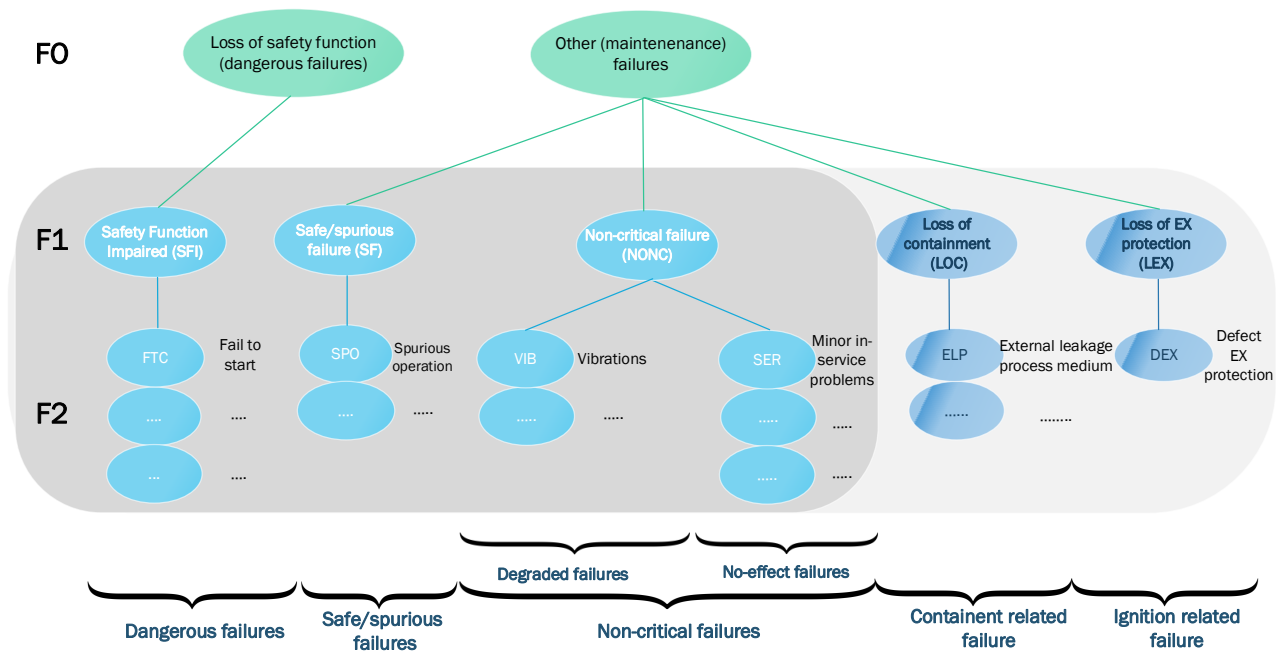 F0
Loss of safety function
(dangerous failures)
Other (maintenenance)
failures
F1
Safety Function
Impaired (SFI)
Safe/spurious
failure (SF)
Non-critical failure
(NONC)
Loss of
containment
(LOC)
Loss of EX
protection
(LEX)
F2
FTC
Fail to
start
....
....
...
....
SPO
Spurious
operation
....
.....
VIB
Vibrations
.....
.....
SER
Minor in-
service
problems
.....
.....
.....
.....
ELP
External leakage
process medium
......
........
DEX
Defect
EX
protection
Degraded failures
No-effect failures
Dangerous failures
Safe/spurious
failures
Non-critical failures
Containent related
failure
Ignition related
failure